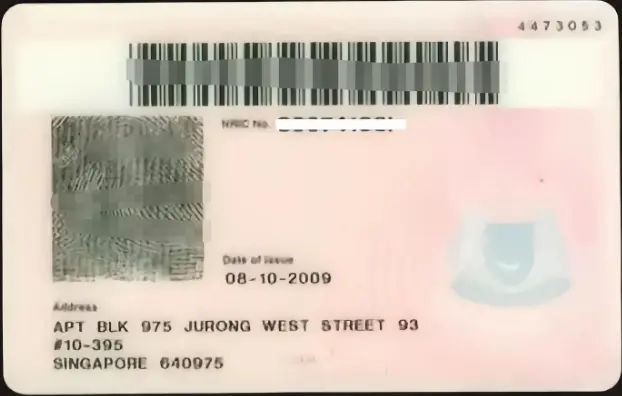 4473053
NRIC No.
Date of issue
08-10-2009
Address
APT BLK 975 JURONG WEST STREET 93
#10-395
SINGAPORE 640975